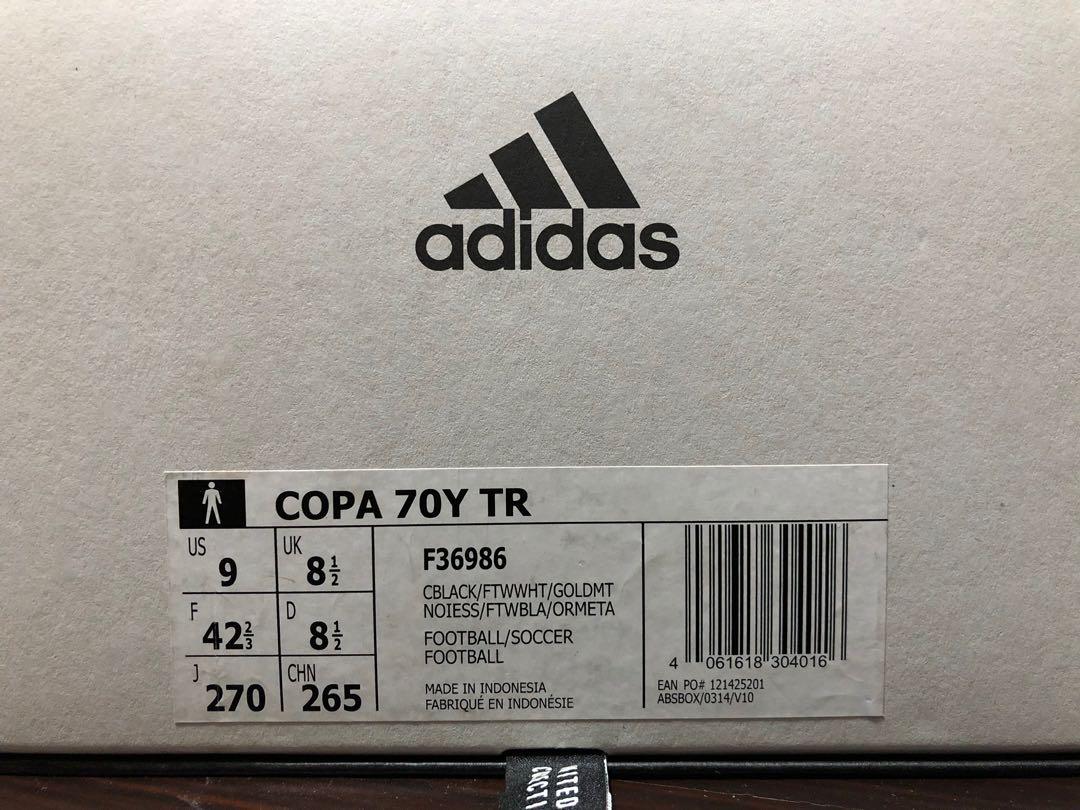 adidas
COPA 70Y TR
US 9 UK 8 1/2
F 42 2/3 D 8 1/2
J 270 CHN 265
F36986
CBLACK/FTWWHT/GOLDMT
NOIESS/FTWBLA/ORMETA
FOOTBALL/SOCCER
FOOTBALL
MADE IN INDONESIA
FABRIQUÉ EN INDONÉSIE
4 061618 304016
EAN PO# 121425201
ABSBOX/0314/V10